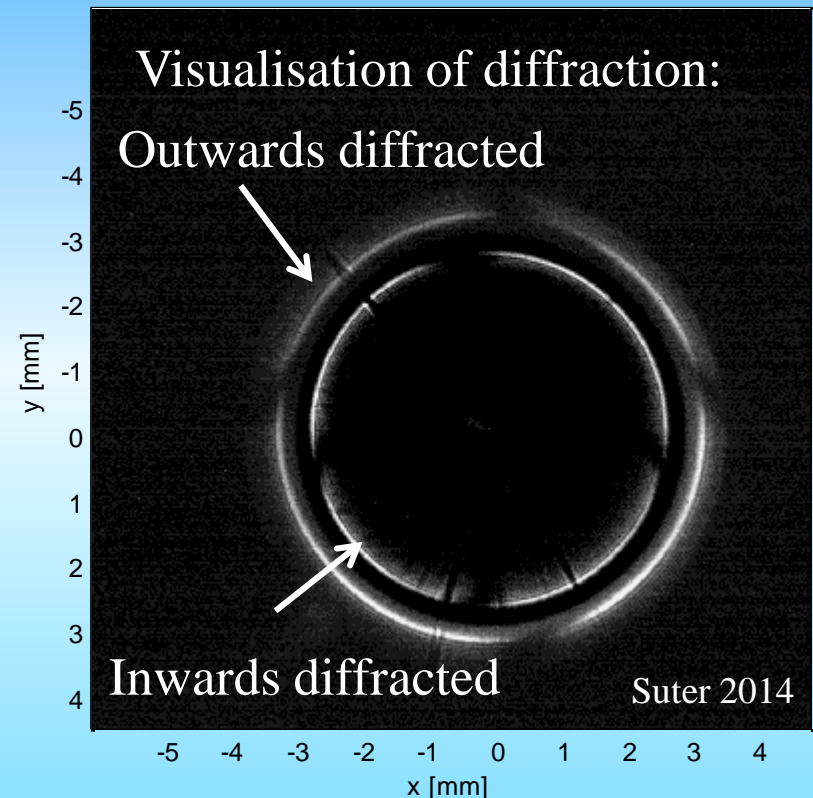 Visualisation of diffraction:
Outwards diffracted
-5
-4
-3
-2
-1
0
1
2
3
4
y [mm]
Inwards diffracted
Suter 2014
-5 -4 -3 -2 -1 0 1 2 3 4
x [mm]